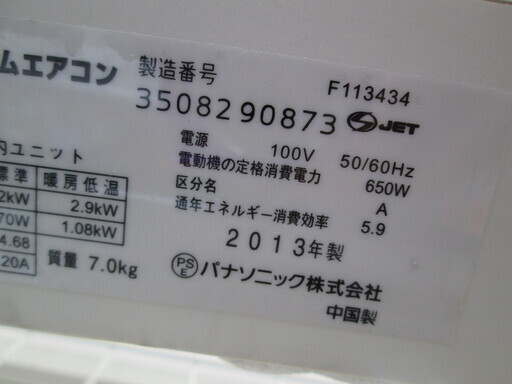 ムエアコン 製造番号 F113434
3508290873 JET
電源 100V 50/60Hz
電動機の定格消費電力 650W
区分名 A
通年エネルギー消費効率 5.9
2013年製
パナソニック株式会社
中国製
内ユニット
標準 暖房低温
2kW 2.9kW
70W 1.08kW
4.68
20A 質量 7.0kg
PS
E